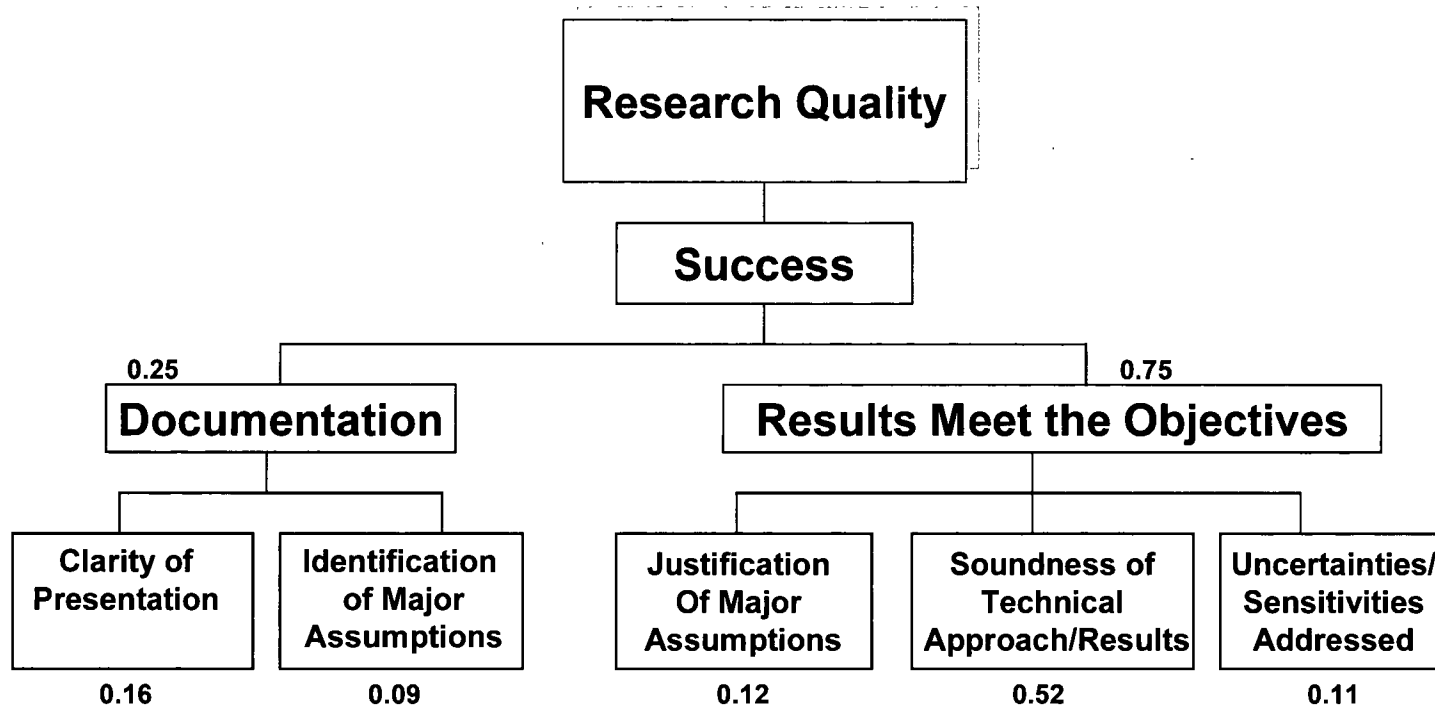 Research Quality
Success
0.25
0.75
Documentation
Results Meet the Objectives
Clarity of
Presentation
Identification
of Major
Assumptions
Justification
Of Major
Assumptions
Soundness of
Technical
Approach/Results
Uncertainties/
Sensitivities
Addressed
0.16
0.09
0.12
0.52
0.11